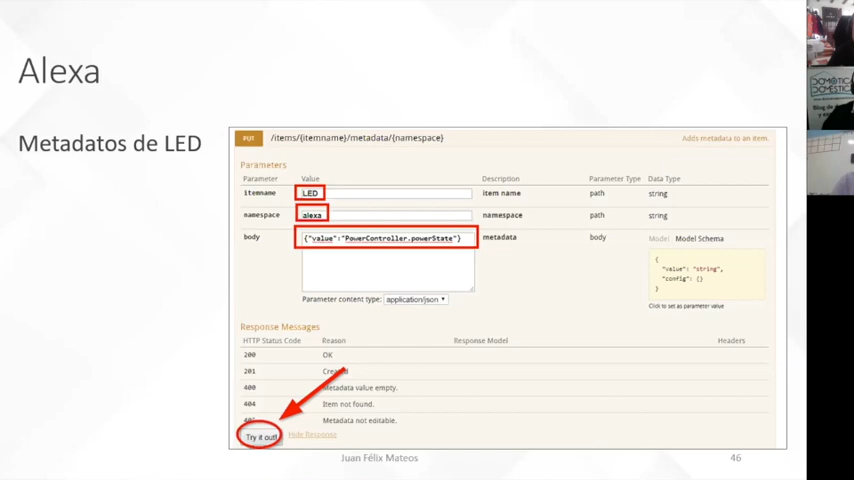 Alexa
Metadatos de LED
PUT /items/{itemname}/metadata/{namespace} Adds metadata to an item.
Parameters
Parameter Value Description Parameter Type Data Type
itemname LED item name path string
namespace alexa namespace path string
body {"value":"PowerController.powerState"} metadata body Model Model Schema
{
"value": "string",
"config": {}
}
Click to set as parameter value
Parameter content type: application/json
Response Messages
HTTP Status Code Reason Response Model Headers
200 OK
201
400 Metadata value empty.
404 Item not found.
405 Metadata not editable.
Try it out! Hide Response
Juan Félix Mateos 46
DOMÓTICA
DOMÉSTICA